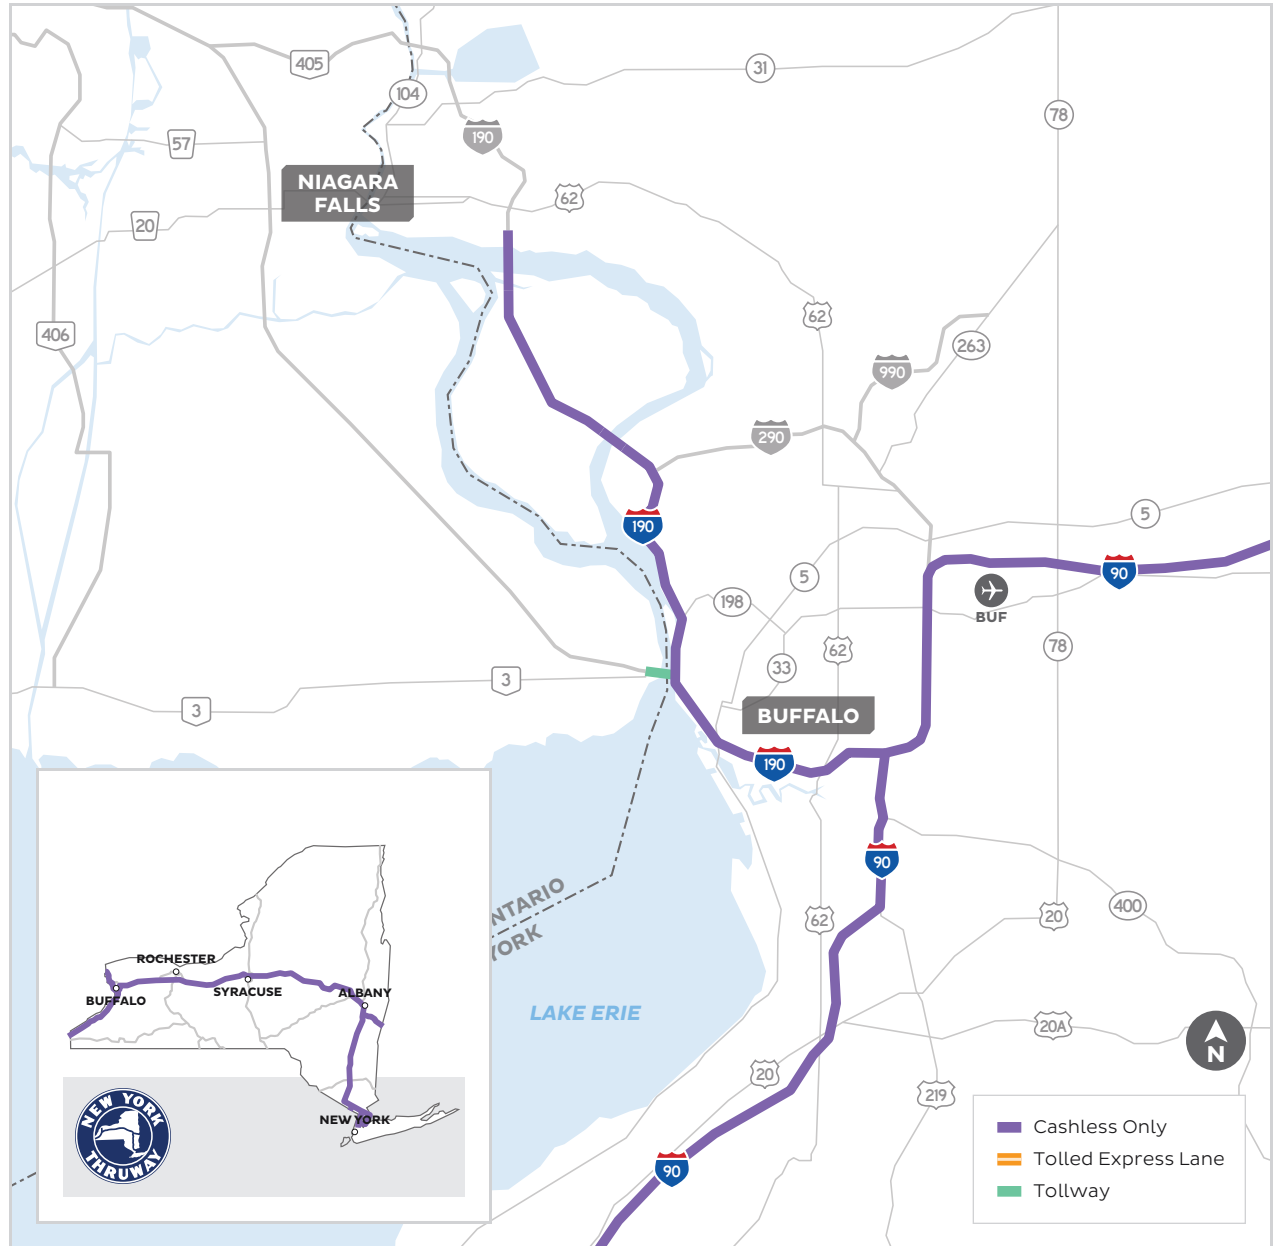 405
31
104
78
190
57
NIAGARA
FALLS
62
20
62
406
263
990
290
5
190
90
5
198
BUF
78
62
33
3
3
BUFFALO
190
90
NTARIO
YORK
400
20
62
LAKE ERIE
20A
N
20
219
90
ROCHESTER
BUFFALO
SYRACUSE
ALBANY
NEW YORK
NEW YORK
THRUWAY
Cashless Only
Tolled Express Lane
Tollway